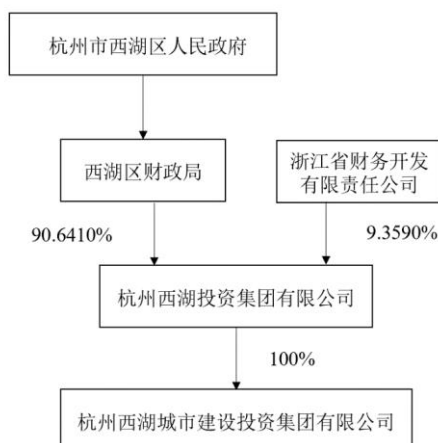 杭州市西湖区人民政府
西湖区财政局
浙江省财务开发
有限责任公司
90.6410%
9.3590%
杭州西湖投资集团有限公司
100%
杭州西湖城市建设投资集团有限公司